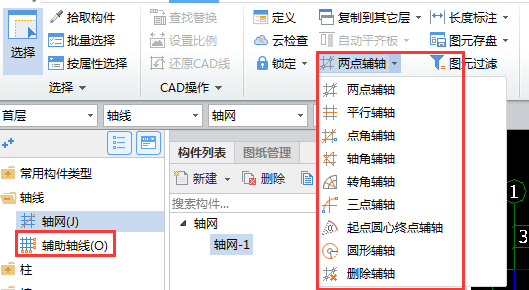 拾取构件
批量选择
按属性选择
选择
选择
查找替换
设置比例
还原CAD线
CAD操作
定义
云检查
锁定
复制到其它层
自动平齐板
两点辅轴
长度标注
图元存盘
图元过滤
首层
轴线
轴网
常用构件类型
轴线
轴网(J)
辅助轴线(O)
柱
构件列表
图纸管理
新建
删除
搜索构件...
轴网
轴网-1
两点辅轴
平行辅轴
点角辅轴
轴角辅轴
转角辅轴
三点辅轴
起点圆心终点辅轴
圆形辅轴
删除辅轴
1
3